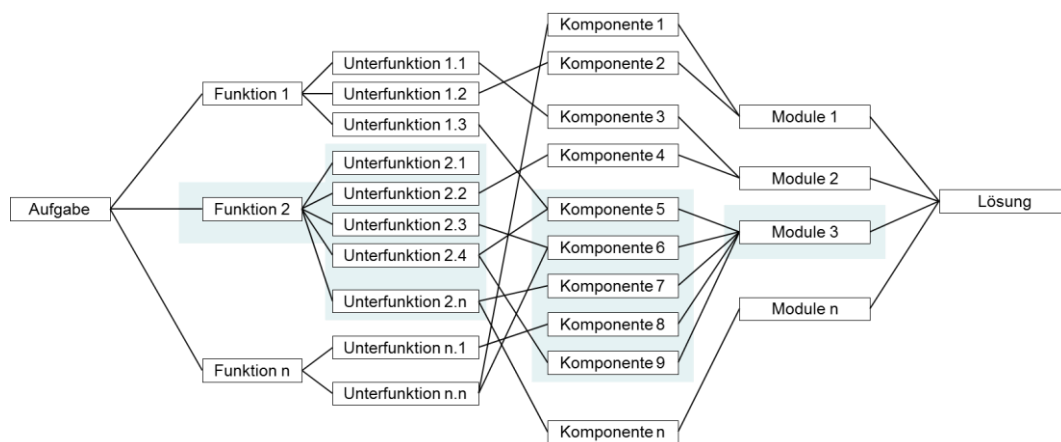 Aufgabe
Funktion 1
Funktion 2
Funktion n
Unterfunktion 1.1
Unterfunktion 1.2
Unterfunktion 1.3
Unterfunktion 2.1
Unterfunktion 2.2
Unterfunktion 2.3
Unterfunktion 2.4
Unterfunktion 2.n
Unterfunktion n.1
Unterfunktion n.n
Komponente 1
Komponente 2
Komponente 3
Komponente 4
Komponente 5
Komponente 6
Komponente 7
Komponente 8
Komponente 9
Komponente n
Module 1
Module 2
Module 3
Module n
Lösung